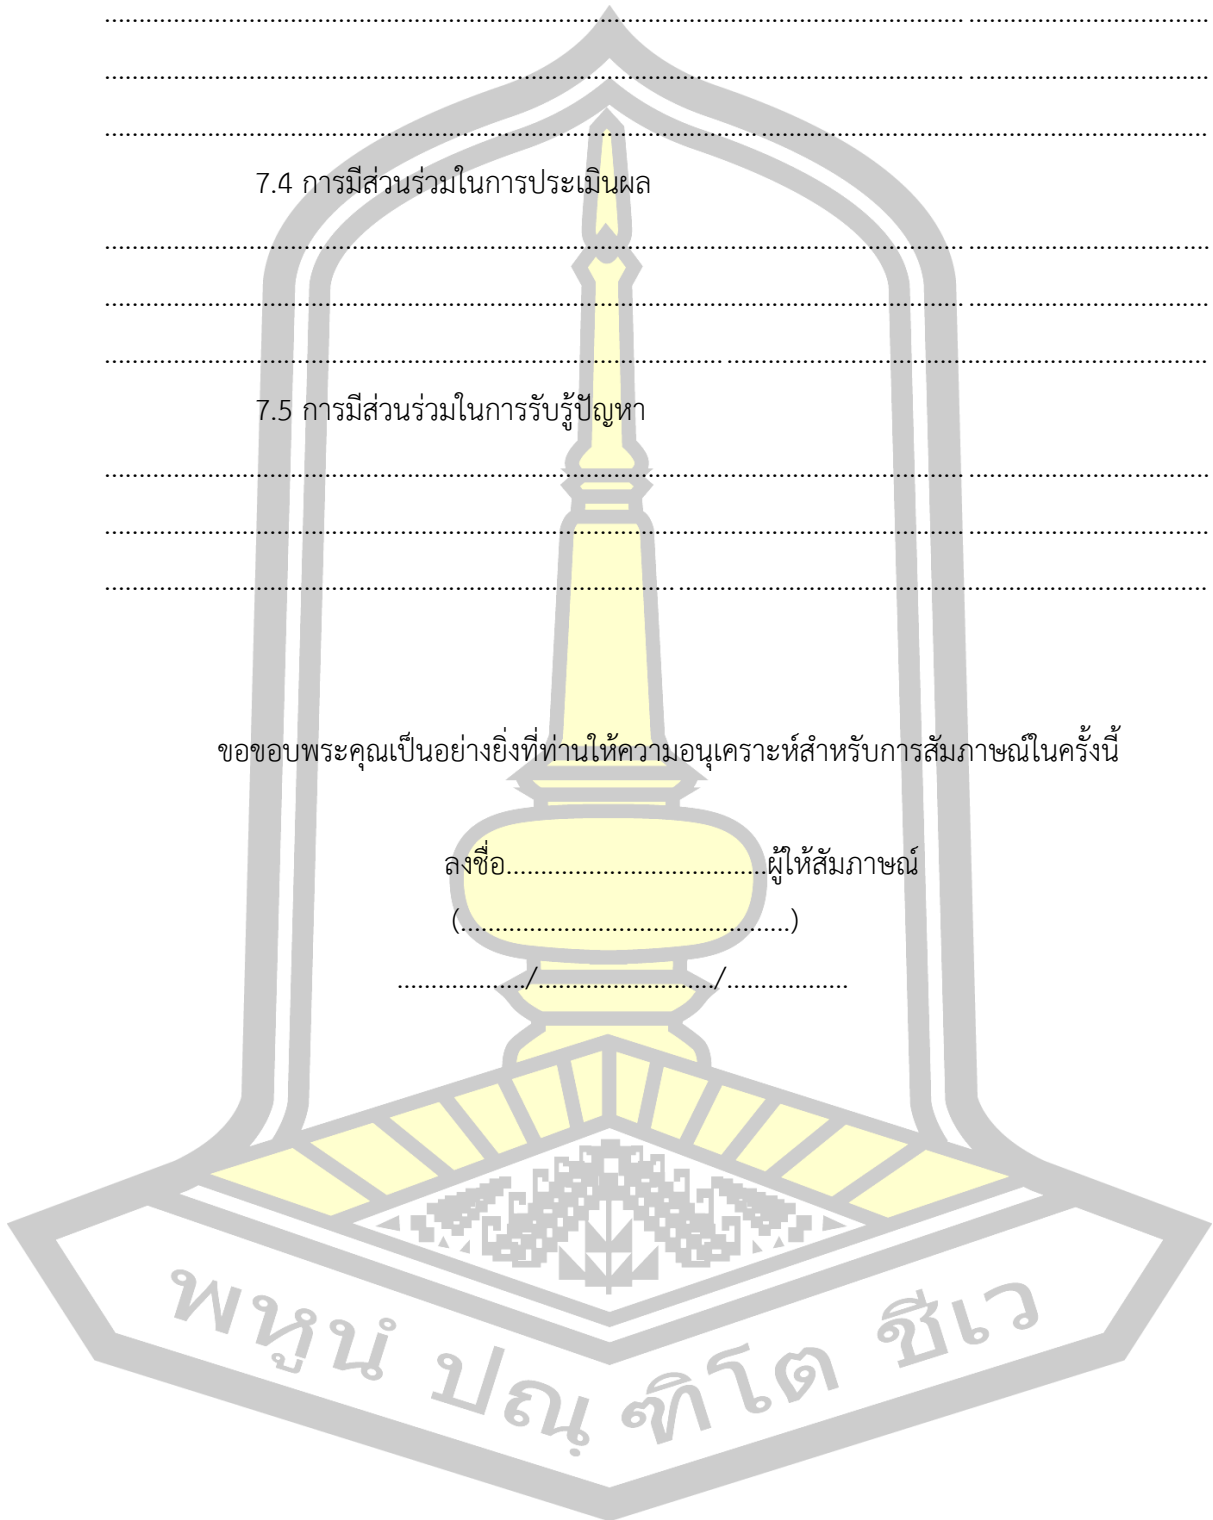 ................................................................................................................................ ...................................
................................................................................................................................ ...................................
................................................................................................ ...................................................................
7.4 การมีส่วนร่วมในการประเมินผล
................................................................................................................................ ...................................
................................................................................................................................ ...................................
............................................................................................ .......................................................................
7.5 การมีส่วนร่วมในการรับรู้ปัญหา
................................................................................................................................ ...................................
................................................................................................................................ ...................................
..................................................................................... ..............................................................................
ขอขอบพระคุณเป็นอย่างยิ่งที่ท่านให้ความอนุเคราะห์สำหรับการสัมภาษณ์ในครั้งนี้
ลงชื่อ......................................ผู้ให้สัมภาษณ์
(................................................)
.................../........................../..................
พหูนํ ปณฺฑิโต ชีเว